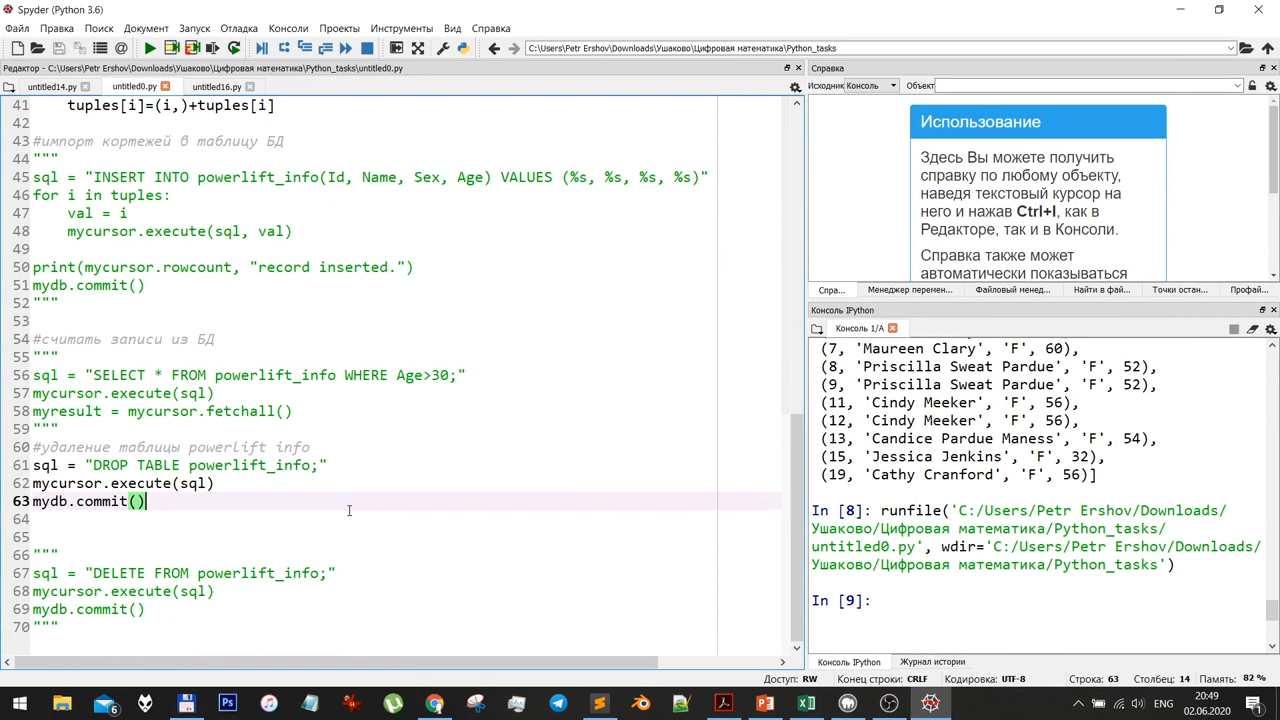 Spyder (Python 3.6)
Файл Правка Поиск Документ Запуск Отладка Консоли Проекты Инструменты Вид Справка
C:\Users\Petr Ershov\Downloads\Ушаково\Цифровая математика\Python_tasks
Редактор - C:\Users\Petr Ershov\Downloads\Ушаково\Цифровая математика\Python_tasks\untitled0.py
untitled14.py untitled0.py untitled16.py
41 tuples[i]=(i,)+tuples[i]
42
43 #импорт кортежей в таблицу БД
44 """
45 sql = "INSERT INTO powerlift_info(Id, Name, Sex, Age) VALUES (%s, %s, %s, %s)"
46 for i in tuples:
47 val = i
48 mycursor.execute(sql, val)
49
50 print(mycursor.rowcount, "record inserted.")
51 mydb.commit()
52 """
53
54 #считать записи из БД
55 """
56 sql = "SELECT * FROM powerlift_info WHERE Age>30;"
57 mycursor.execute(sql)
58 myresult = mycursor.fetchall()
59 """
60 #удаление таблицы powerlift info
61 sql = "DROP TABLE powerlift_info;"
62 mycursor.execute(sql)
63 mydb.commit()
64
65
66 """
67 sql = "DELETE FROM powerlift_info;"
68 mycursor.execute(sql)
69 mydb.commit()
70 """
Справка
Исходник Консоль Объект
Использование
Здесь Вы можете получить
справку по любому объекту,
наведя текстовый курсор на
него и нажав Ctrl+I, как в
Редакторе, так и в Консоли.
Справка также может
автоматически показываться
Спра... Менеджер перемен... Файловый менед... Найти в фай... Точки остан... Профай...
Консоль IPython
Консоль 1/A
(7, 'Maureen Clary', 'F', 60),
(8, 'Priscilla Sweat Pardue', 'F', 52),
(9, 'Priscilla Sweat Pardue', 'F', 52),
(11, 'Cindy Meeker', 'F', 56),
(12, 'Cindy Meeker', 'F', 56),
(13, 'Candice Pardue Maness', 'F', 54),
(15, 'Jessica Jenkins', 'F', 32),
(19, 'Cathy Cranford', 'F', 56)]
In [8]: runfile('C:/Users/Petr Ershov/Downloads/
Ушаково/Цифровая математика/Python_tasks/
untitled0.py', wdir='C:/Users/Petr Ershov/Downloads/
Ушаково/Цифровая математика/Python_tasks')
In [9]:
Консоль IPython Журнал истории
Доступ: RW Конец строки: CRLF Кодировка: UTF-8 Строка: 63 Столбец: 14 Память: 82 %
6 ENG 20:49 02.06.2020 1